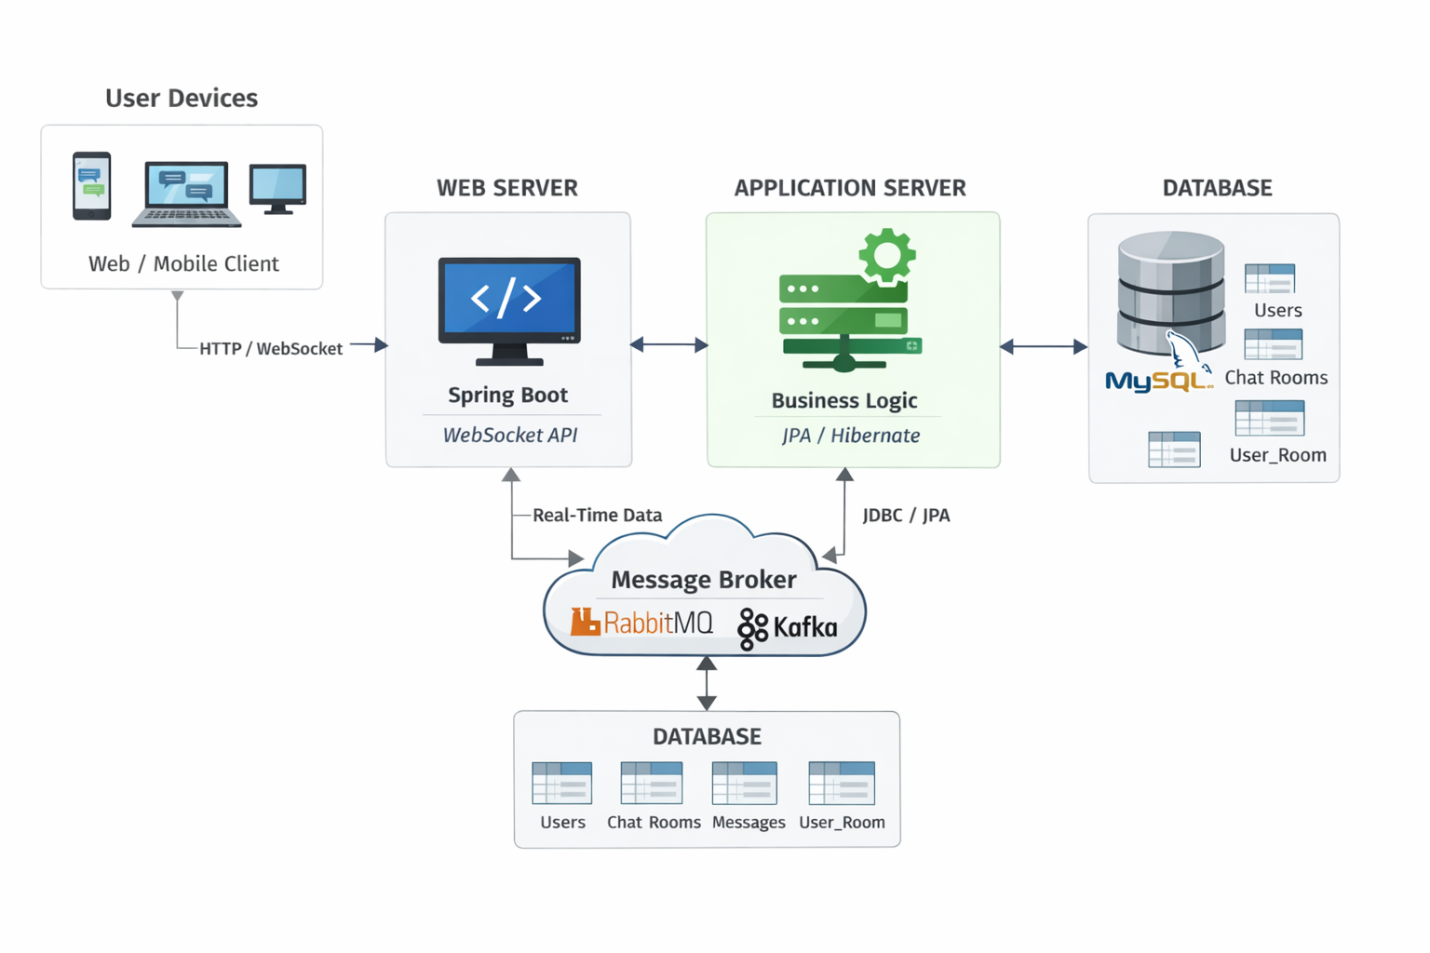 User Devices
Web / Mobile Client
HTTP / WebSocket
WEB SERVER
Spring Boot
WebSocket API
APPLICATION SERVER
Business Logic
JPA / Hibernate
DATABASE
MySQL
Users
Chat Rooms
User_Room
Real-Time Data
JDBC / JPA
Message Broker
RabbitMQ
Kafka
DATABASE
Users
Chat Rooms
Messages
User_Room